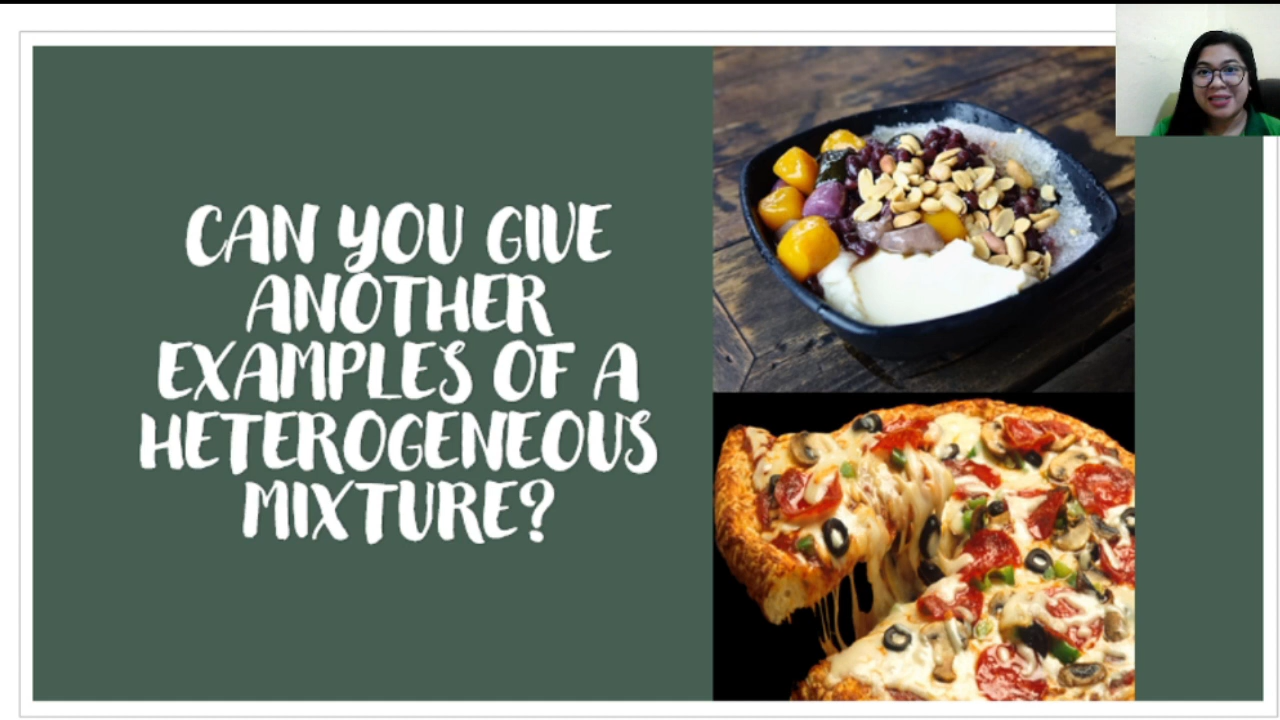 CAN YOU GIVE
ANOTHER
EXAMPLES OF A
HETEROGENEOUS
MIXTURE?